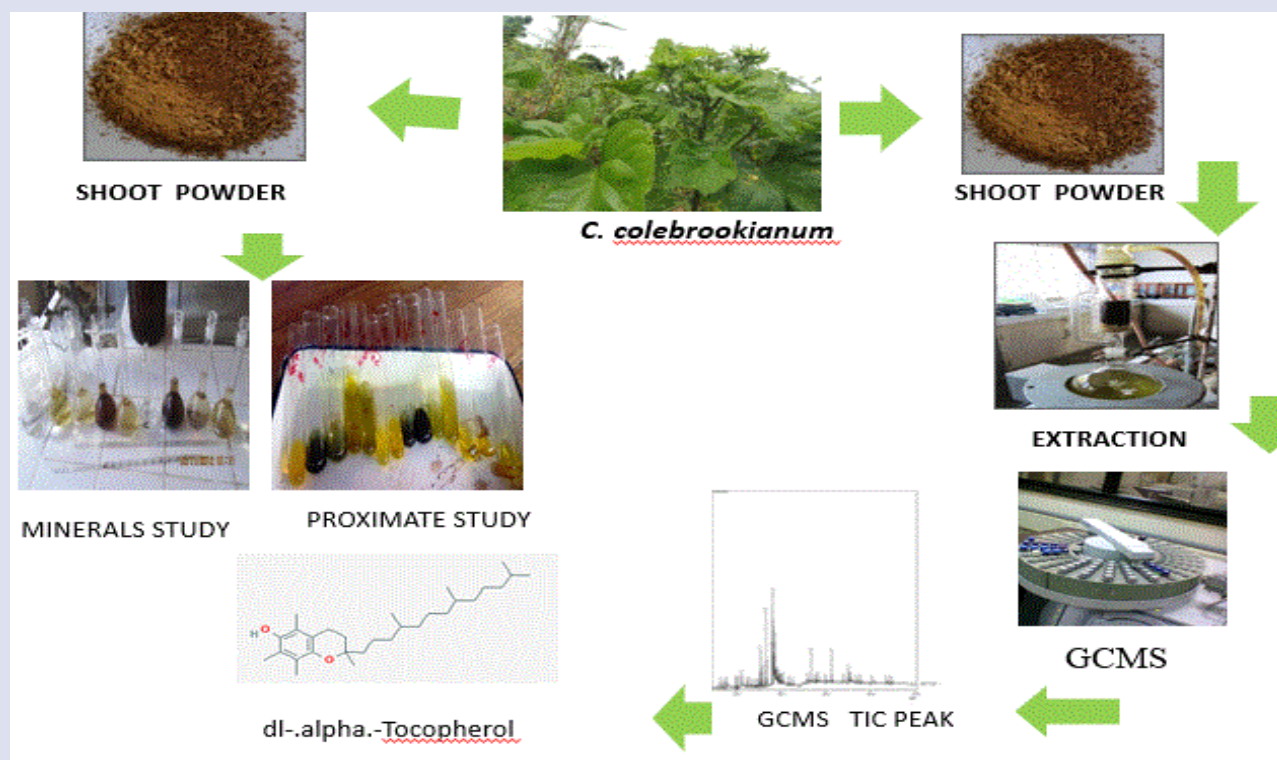 SHOOT POWDER
C. colebrookianum
SHOOT POWDER
EXTRACTION
MINERALS STUDY
PROXIMATE STUDY
GCMS
H O
O
GCMS TIC PEAK
dl-.alpha.-Tocopherol